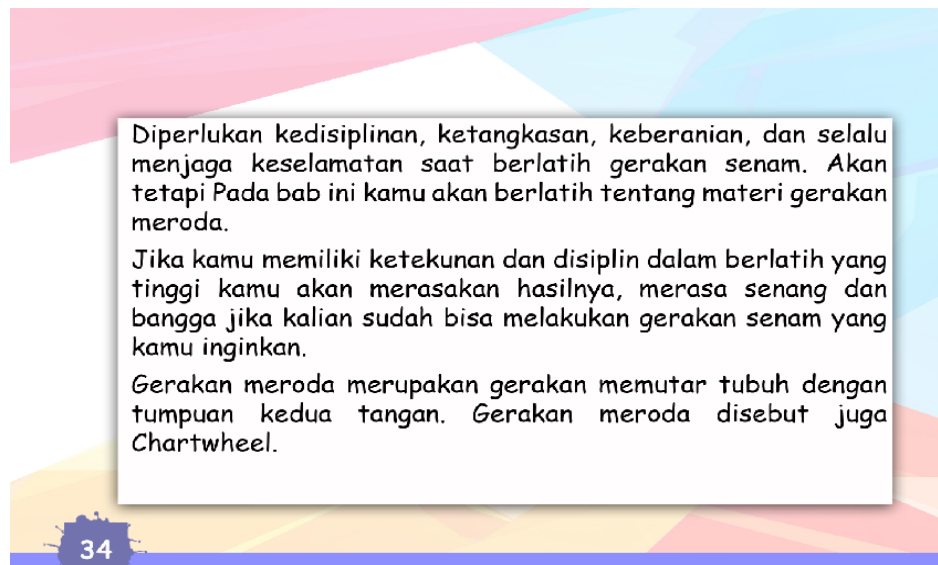 Diperlukan kedisiplinan, ketangkasan, keberanian, dan selalu
menjaga keselamatan saat berlatih gerakan senam. Akan
tetapi Pada bab ini kamu akan berlatih tentang materi gerakan
meroda.
Jika kamu memiliki ketekunan dan disiplin dalam berlatih yang
tinggi kamu akan merasakan hasilnya, merasa senang dan
bangga jika kalian sudah bisa melakukan gerakan senam yang
kamu inginkan.
Gerakan meroda merupakan gerakan memutar tubuh dengan
tumpuan kedua tangan. Gerakan meroda disebut juga
Chartwheel.
34